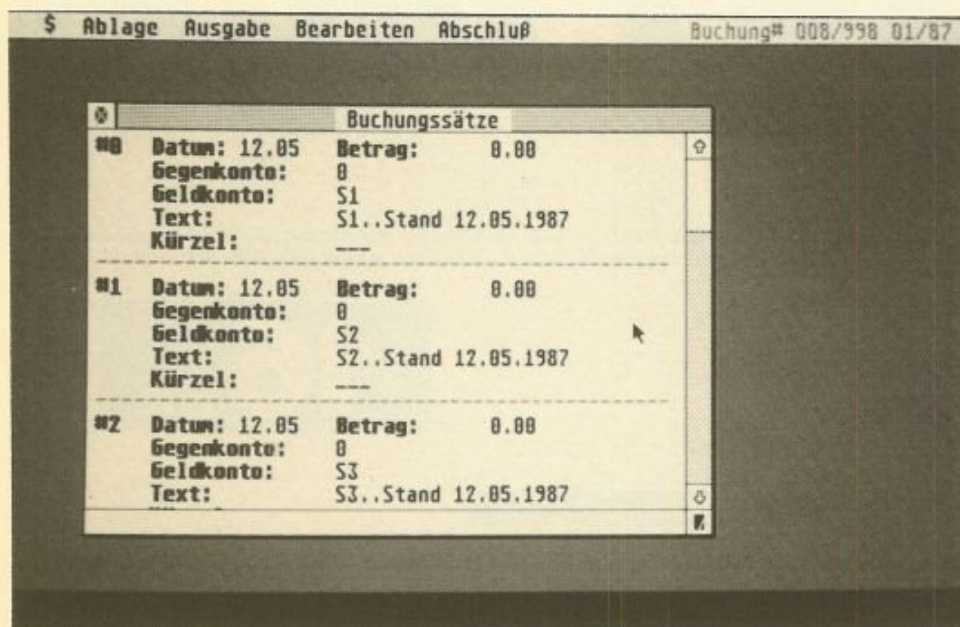 $ Ablage Ausgabe Bearbeiten Abschluß Buchung# 008/998 01/87
Buchungssätze
#0 Datum: 12.05 Betrag: 0.00
Gegenkonto: 0
Geldkonto: S1
Text: S1..Stand 12.05.1987
Kürzel: ___
#1 Datum: 12.05 Betrag: 0.00
Gegenkonto: 0
Geldkonto: S2
Text: S2..Stand 12.05.1987
Kürzel: ___
#2 Datum: 12.05 Betrag: 0.00
Gegenkonto: 0
Geldkonto: S3
Text: S3..Stand 12.05.1987